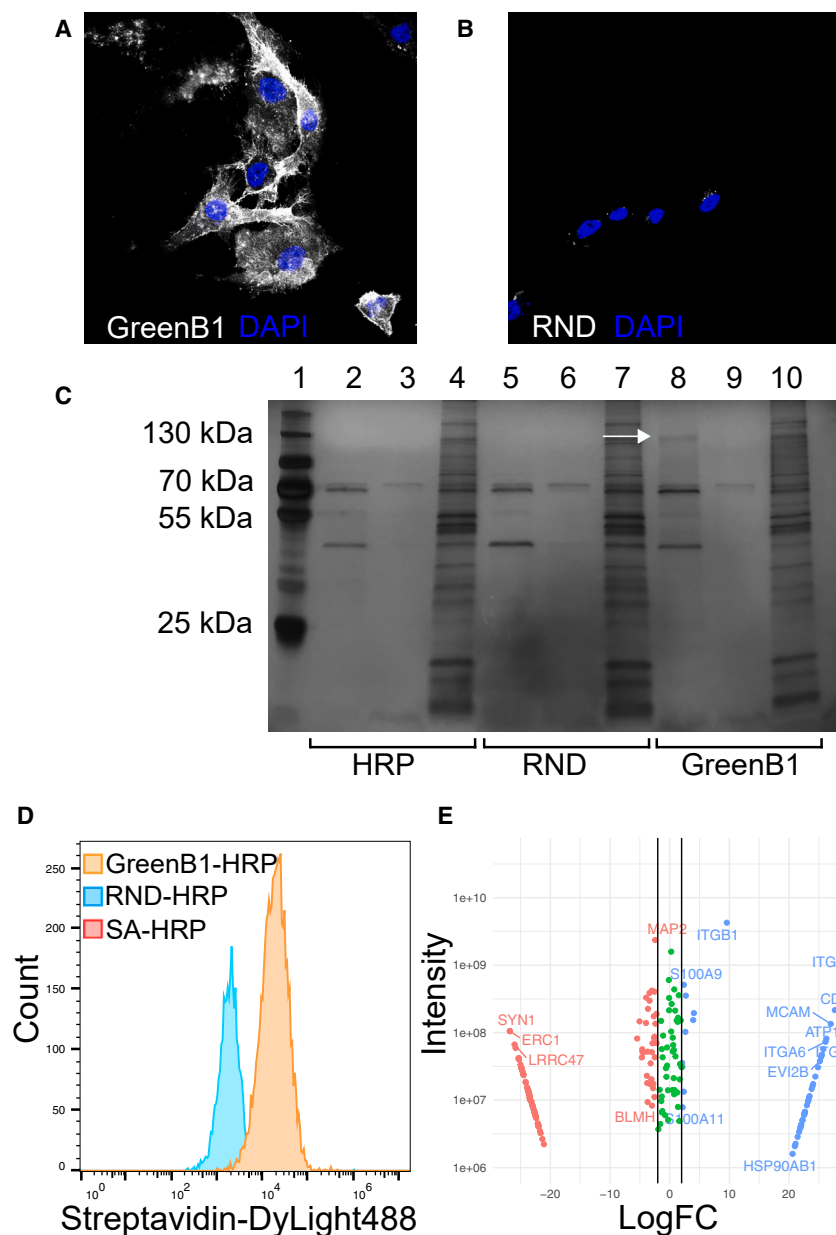 A
B
GreenB1 DAPI
RND DAPI
C
1 2 3 4 5 6 7 8 9 10
130 kDa
70 kDa
55 kDa
25 kDa
HRP RND GreenB1
D
GreenB1-HRP
RND-HRP
SA-HRP
Count
250
200
150
100
50
0
10^0 10^2 10^4 10^6
Streptavidin-DyLight488
E
Intensity
1e+10
1e+09
1e+08
1e+07
1e+06
MAP2
ITGB1
ITG
S100A9
CD
MCAM
SYN1
ATP1
ERC1
ITGA6
LRRC47
EVI2B
BLMH
S100A11
HSP90AB1
−20 −10 0 10 20
LogFC